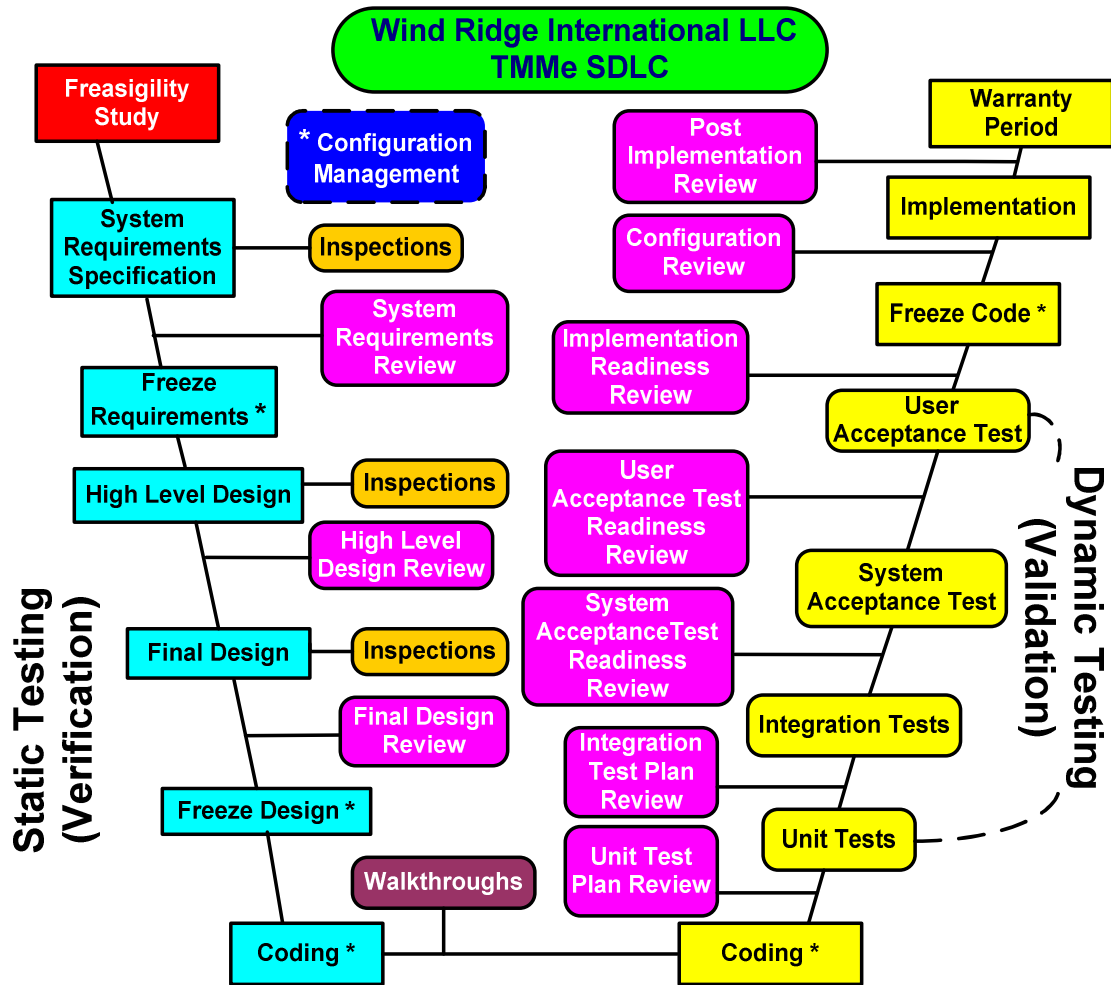 Wind Ridge International LLC
TMMe SDLC
Freasigility
Study
* Configuration
Management
System
Requirements
Specification
Inspections
System
Requirements
Review
Freeze
Requirements *
High Level Design
Inspections
High Level
Design Review
Final Design
Inspections
Final Design
Review
Freeze Design *
Walkthroughs
Coding *
Static Testing
(Verification)
Warranty
Period
Post
Implementation
Review
Implementation
Configuration
Review
Freeze Code *
Implementation
Readiness
Review
User
Acceptance Test
User
Acceptance Test
Readiness
Review
System
Acceptance Test
System
AcceptanceTest
Readiness
Review
Integration Tests
Integration
Test Plan
Review
Unit Tests
Unit Test
Plan Review
Coding *
Dynamic Testing
(Validation)